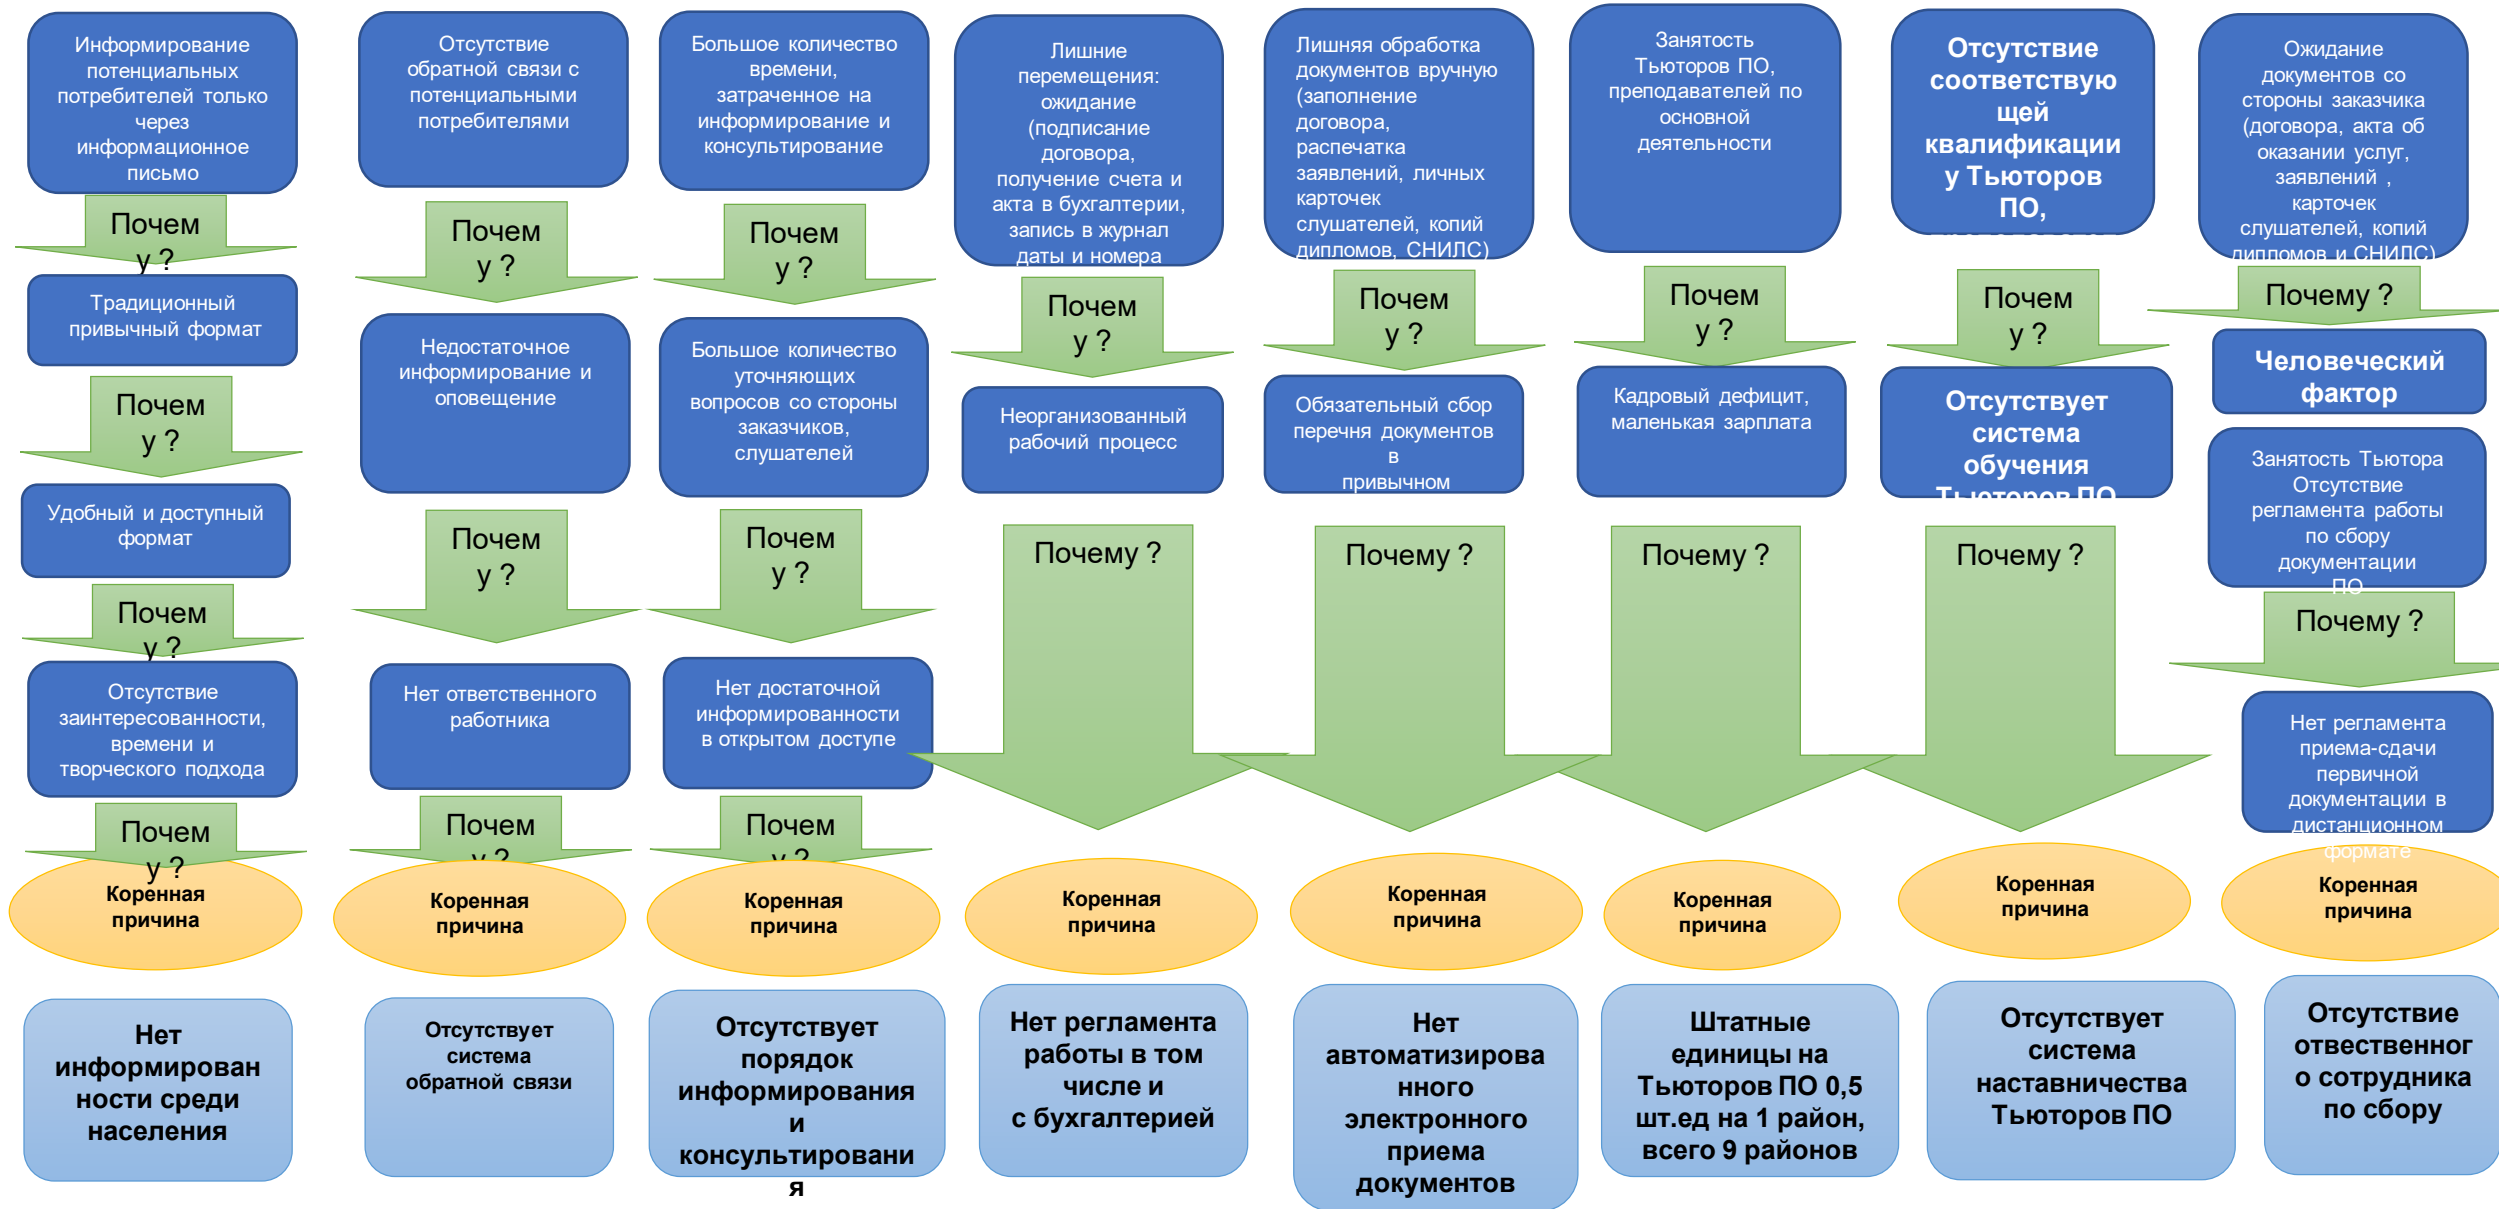 Информирование
потенциальных
потребителей только
через
информационное
письмо
Почем
у ?
Традиционный
привычный формат
Почем
у ?
Удобный и доступный
формат
Почем
у ?
Отсутствие
заинтересованности,
времени и
творческого подхода
Почем
у ?
Коренная
причина
Нет
информирован
ности среди
населения
Отсутствие
обратной связи с
потенциальными
потребителями
Почем
у ?
Недостаточное
информирование и
оповещение
Почем
у ?
Нет ответственного
работника
Почем
у ?
Коренная
причина
Отсутствует
система
обратной связи
Большое количество
времени,
затраченное на
информирование и
консультирование
Почем
у ?
Большое количество
уточняющих
вопросов со стороны
заказчиков,
слушателей
Почем
у ?
Нет достаточной
информированности
в открытом доступе
Почем
у ?
Коренная
причина
Отсутствует
порядок
информирования
и
консультировани
я
Лишние
перемещения:
ожидание
(подписание
договора,
получение счета и
акта в бухгалтерии,
запись в журнал
даты и номера
Почем
у ?
Неорганизованный
рабочий процесс
Почему ?
Коренная
причина
Нет регламента
работы в том
числе и
с бухгалтерией
Лишняя обработка
документов вручную
(заполнение
договора,
распечатка
заявлений, личных
карточек
слушателей, копий
дипломов, СНИЛС)
Почем
у ?
Обязательный сбор
перечня документов
в
привычном
Почему ?
Коренная
причина
Нет
автоматизирова
нного
электронного
приема
документов
Занятость
Тьюторов ПО,
преподавателей по
основной
деятельности
Почем
у ?
Кадровый дефицит,
маленькая зарплата
Почему ?
Коренная
причина
Штатные
единицы на
Тьюторов ПО 0,5
шт.ед на 1 район,
всего 9 районов
Отсутствие
соответствую
щей
квалификации
у Тьюторов
ПО,
Почем
у ?
Отсутствует
система
обучения
Тьюторов ПО
Почему ?
Коренная
причина
Отсутствует
система
наставничества
Тьюторов ПО
Ожидание
документов со
стороны заказчика
(договора, акта об
оказании услуг,
заявлений ,
карточек
слушателей, копий
дипломов и СНИЛС)
Почему ?
Человеческий
фактор
Занятость Тьютора
Отсутствие
регламента работы
по сбору
документации
ПО
Почему ?
Нет регламента
приема-сдачи
первичной
документации в
дистанционном
формате
Коренная
причина
Отсутствие
отвественног
о сотрудника
по сбору